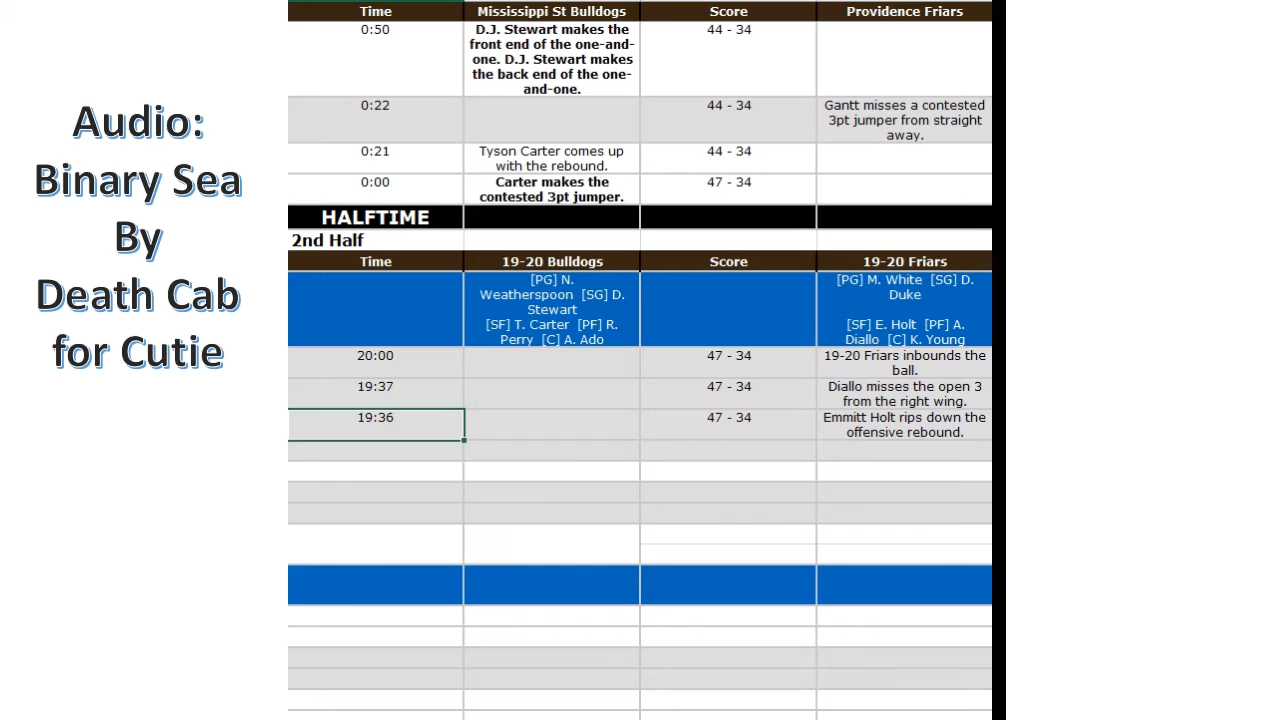 Audio:
Binary Sea
By
Death Cab
for Cutie
Time Mississippi St Bulldogs Score Providence Friars
0:50 D.J. Stewart makes the 44 - 34
front end of the one-and-
one. D.J. Stewart makes
the back end of the one-
and-one.
0:22 44 - 34 Gantt misses a contested
3pt jumper from straight
away.
0:21 Tyson Carter comes up 44 - 34
with the rebound.
0:00 Carter makes the 47 - 34
contested 3pt jumper.
HALFTIME
2nd Half
Time 19-20 Bulldogs Score 19-20 Friars
[PG] N. [PG] M. White [SG] D.
Weatherspoon [SG] D. Duke
Stewart
[SF] T. Carter [PF] R. [SF] E. Holt [PF] A.
Perry [C] A. Ado Diallo [C] K. Young
20:00 47 - 34 19-20 Friars inbounds the
ball.
19:37 47 - 34 Diallo misses the open 3
from the right wing.
19:36 47 - 34 Emmitt Holt rips down the
offensive rebound.